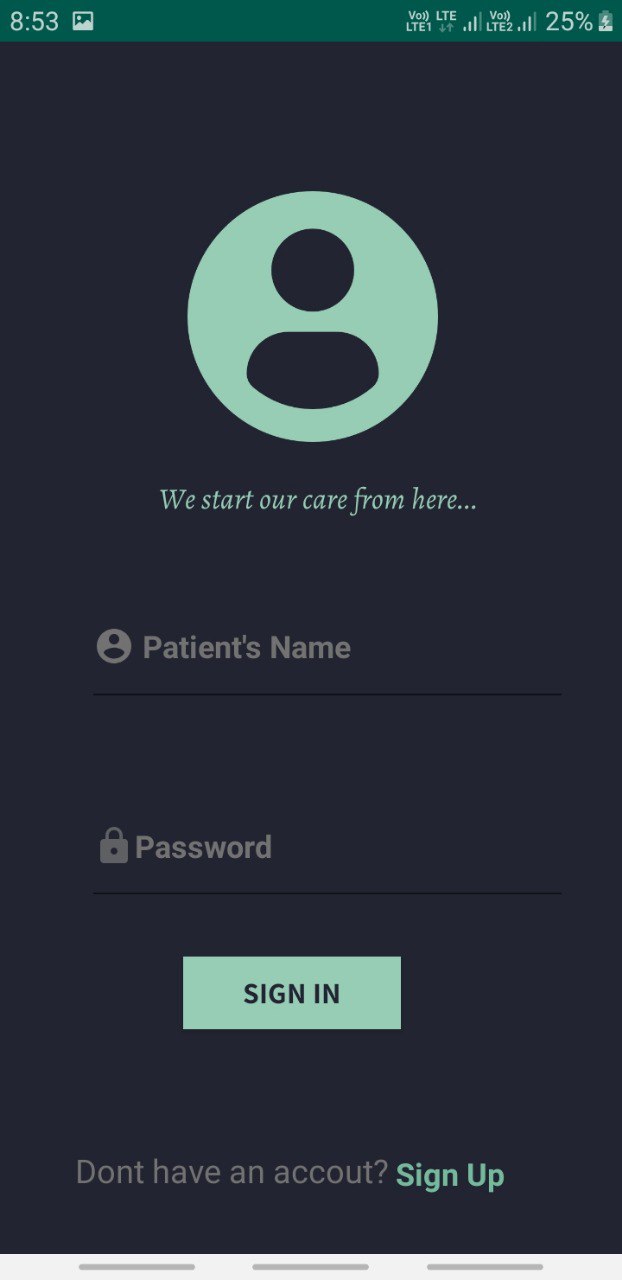 8:53 Vo) LTE1 LTE Vo) LTE2 25%
We start our care from here...
Patient's Name
Password
SIGN IN
Dont have an accout? Sign Up